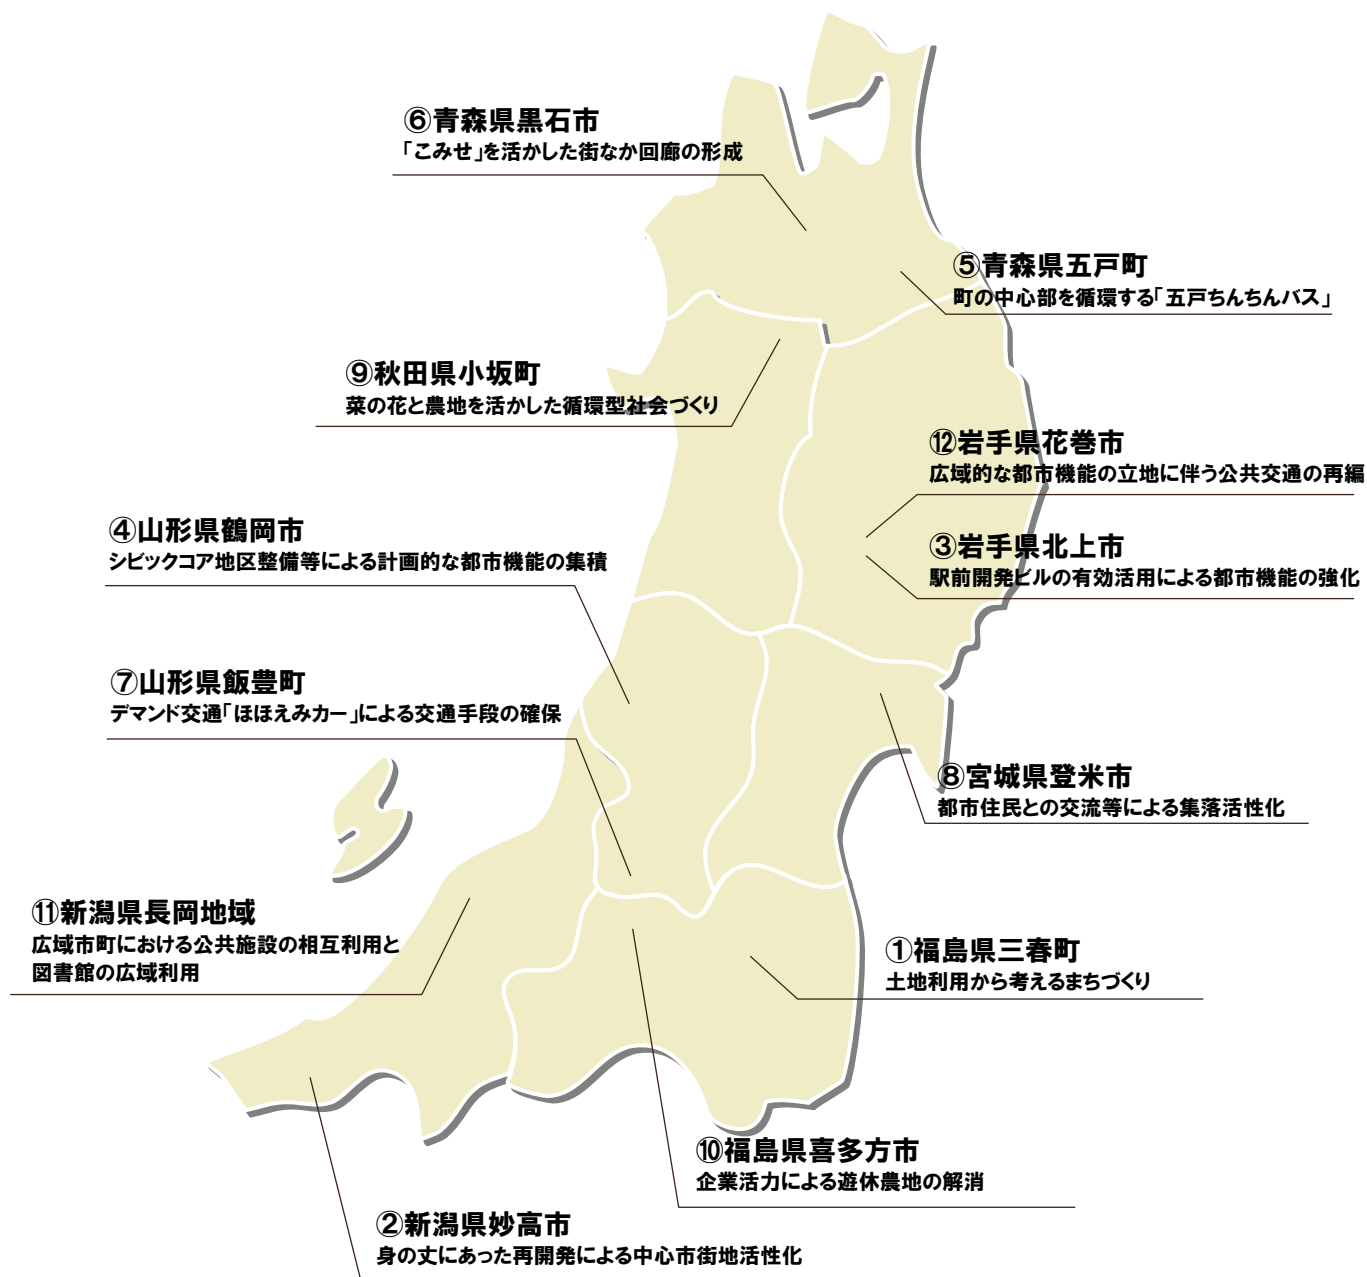 ⑥青森県黒石市
「こみせ」を活かした街なか回廊の形成
⑤青森県五戸町
町の中心部を循環する「五戸ちんちんバス」
⑨秋田県小坂町
菜の花と農地を活かした循環型社会づくり
⑫岩手県花巻市
広域的な都市機能の立地に伴う公共交通の再編
④山形県鶴岡市
シビックコア地区整備等による計画的な都市機能の集積
③岩手県北上市
駅前開発ビルの有効活用による都市機能の強化
⑦山形県飯豊町
デマンド交通「ほほえみカー」による交通手段の確保
⑧宮城県登米市
都市住民との交流等による集落活性化
⑪新潟県長岡地域
広域市町における公共施設の相互利用と
図書館の広域利用
①福島県三春町
土地利用から考えるまちづくり
⑩福島県喜多方市
企業活力による遊休農地の解消
②新潟県妙高市
身の丈にあった再開発による中心市街地活性化